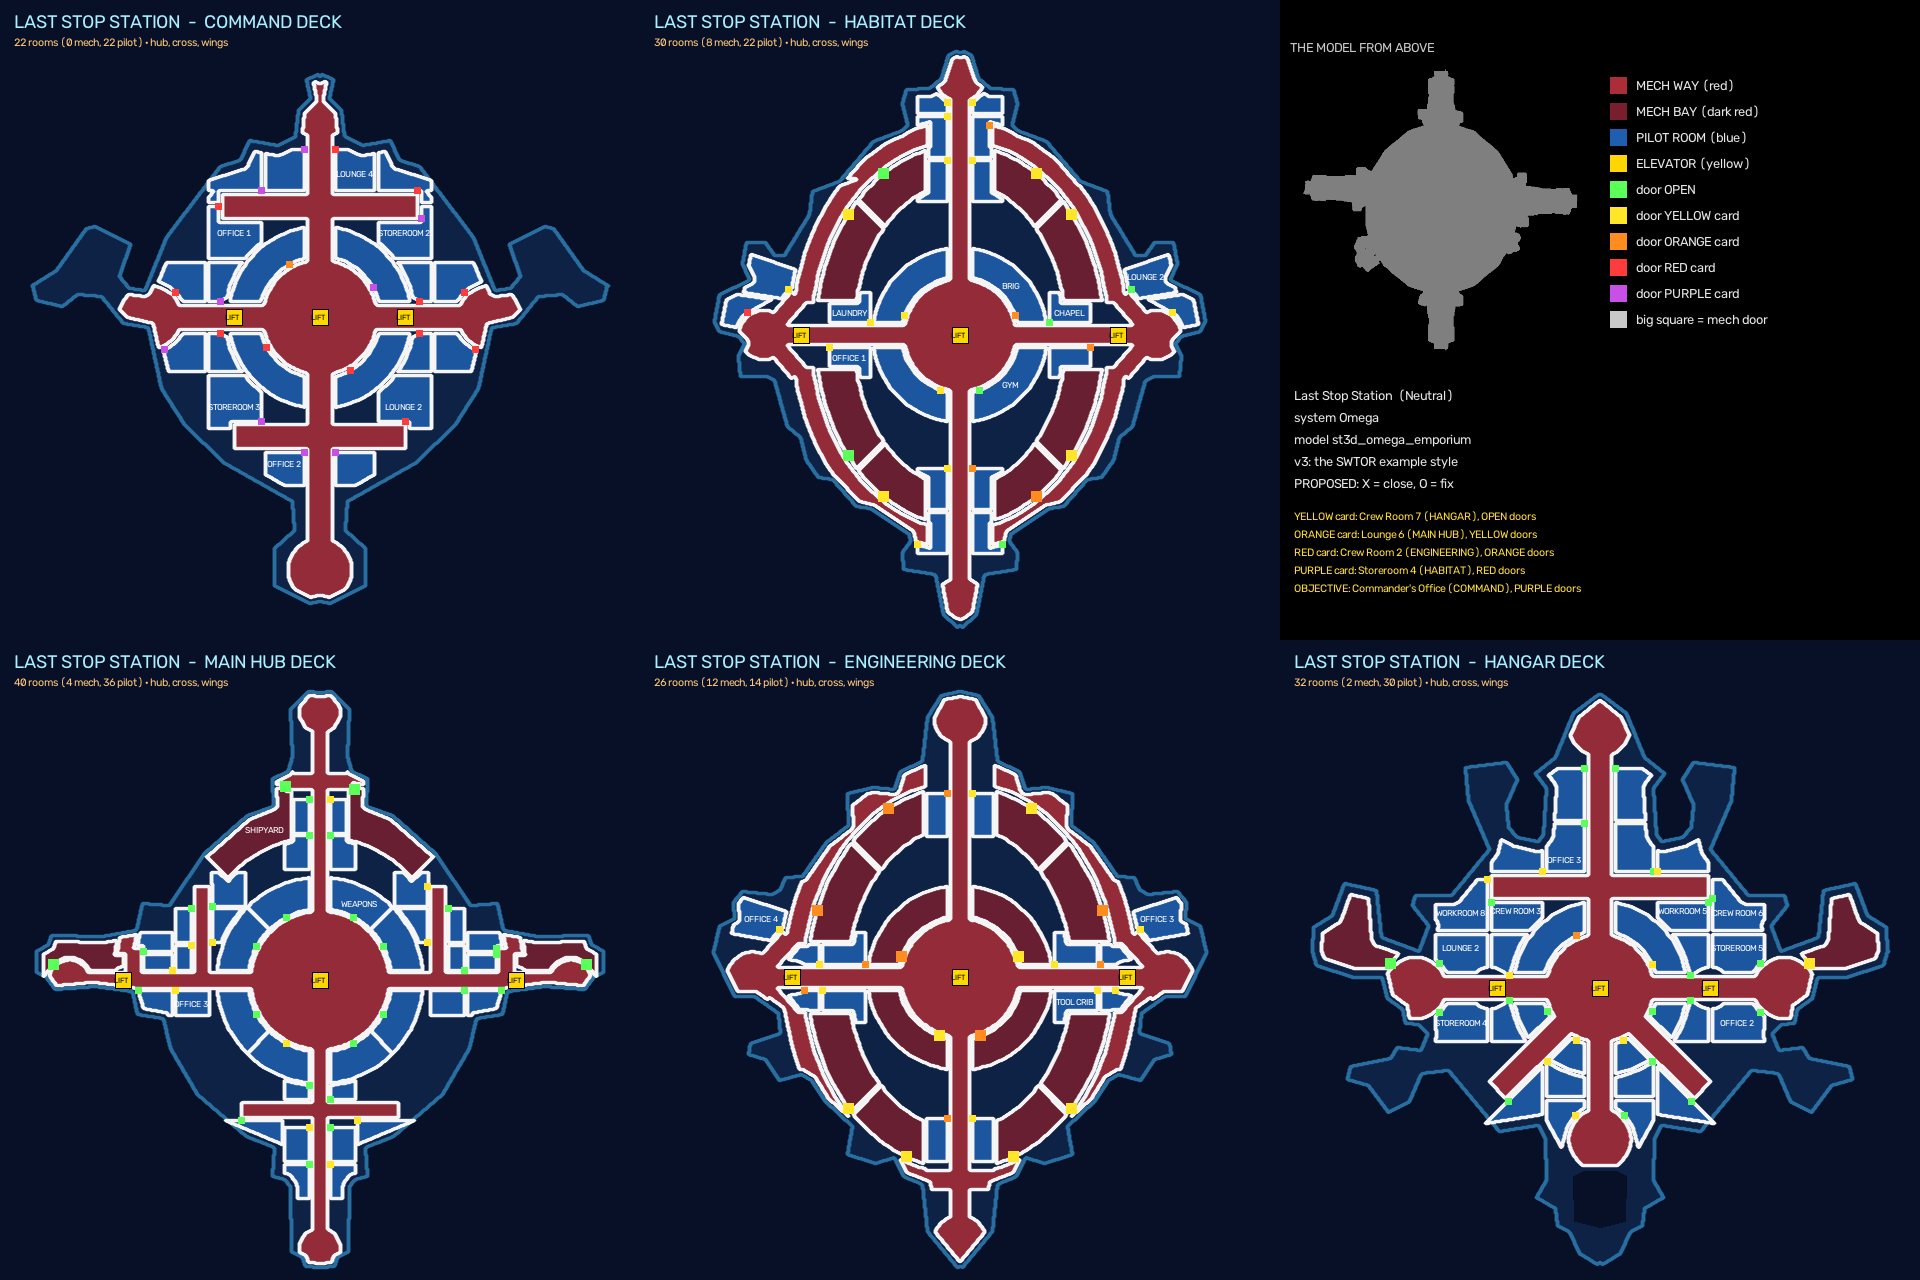 LAST STOP STATION - COMMAND DECK
22 rooms (0 mech, 22 pilot) • hub, cross, wings
LOUNGE 4
OFFICE 1
STOREROOM 2
LIFT
LIFT
LIFT
STOREROOM 3
LOUNGE 2
OFFICE 2
LAST STOP STATION - HABITAT DECK
30 rooms (8 mech, 22 pilot) • hub, cross, wings
LOUNGE 2
BRIG
LAUNDRY
CHAPEL
LIFT
LIFT
LIFT
OFFICE 1
GYM
THE MODEL FROM ABOVE
MECH WAY (red)
MECH BAY (dark red)
PILOT ROOM (blue)
ELEVATOR (yellow)
door OPEN
door YELLOW card
door ORANGE card
door RED card
door PURPLE card
big square = mech door
Last Stop Station (Neutral)
system Omega
model st3d_omega_emporium
v3: the SWTOR example style
PROPOSED: X = close, O = fix
YELLOW card: Crew Room 7 (HANGAR), OPEN doors
ORANGE card: Lounge 6 (MAIN HUB), YELLOW doors
RED card: Crew Room 2 (ENGINEERING), ORANGE doors
PURPLE card: Storeroom 4 (HABITAT), RED doors
OBJECTIVE: Commander's Office (COMMAND), PURPLE doors
LAST STOP STATION - MAIN HUB DECK
40 rooms (4 mech, 36 pilot) • hub, cross, wings
SHIPYARD
WEAPONS
LIFT
LIFT
LIFT
OFFICE 3
LAST STOP STATION - ENGINEERING DECK
26 rooms (12 mech, 14 pilot) • hub, cross, wings
OFFICE 4
OFFICE 3
LIFT
LIFT
LIFT
TOOL CRIB
LAST STOP STATION - HANGAR DECK
32 rooms (2 mech, 30 pilot) • hub, cross, wings
OFFICE 3
WORKROOM 8
CREW ROOM 3
WORKROOM 5
CREW ROOM 6
LOUNGE 2
STOREROOM 5
LIFT
LIFT
LIFT
STOREROOM 4
OFFICE 2